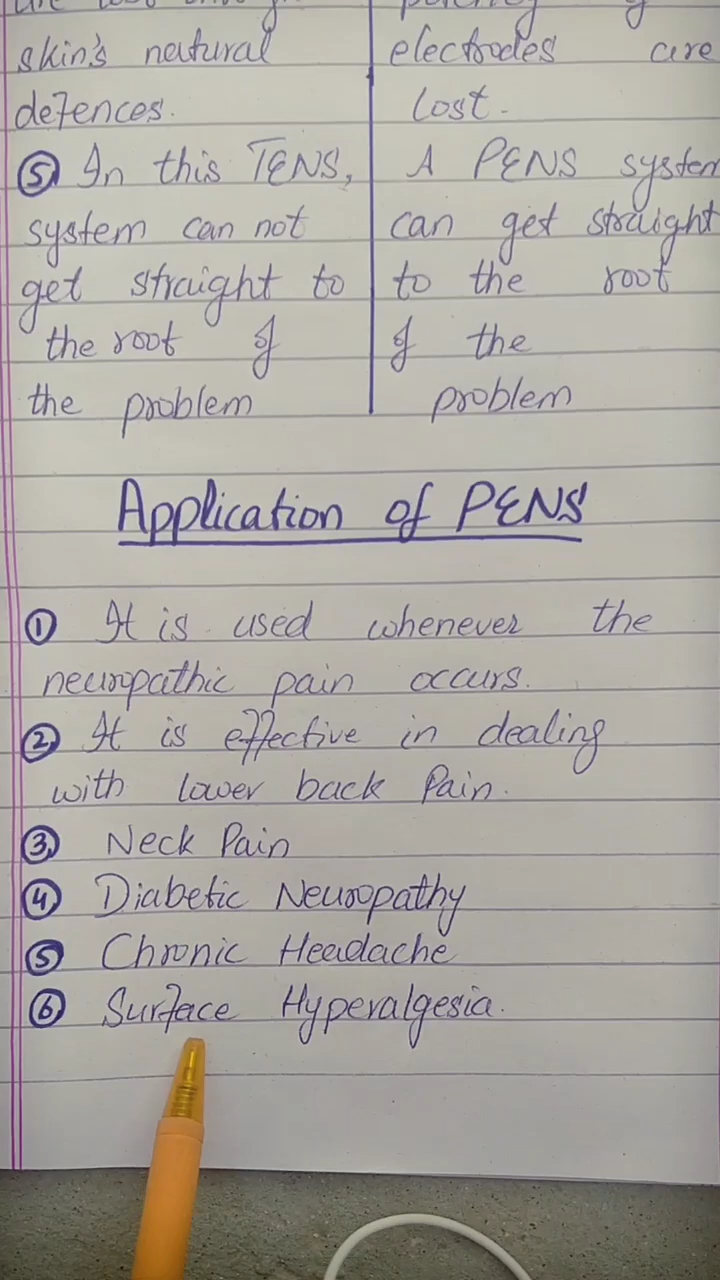 skin's natural
defences.
⑤ In this TENS,
system can not
get straight to
the root of
the problem
electrodes are
lost.
A PENS system
can get straight
to the root
of the
problem
Application of PENS
① It is used whenever the
neuropathic pain occurs.
② It is effective in dealing
with lower back Pain.
③ Neck Pain
④ Diabetic Neuropathy
⑤ Chronic Headache
⑥ Surface Hyperalgesia.